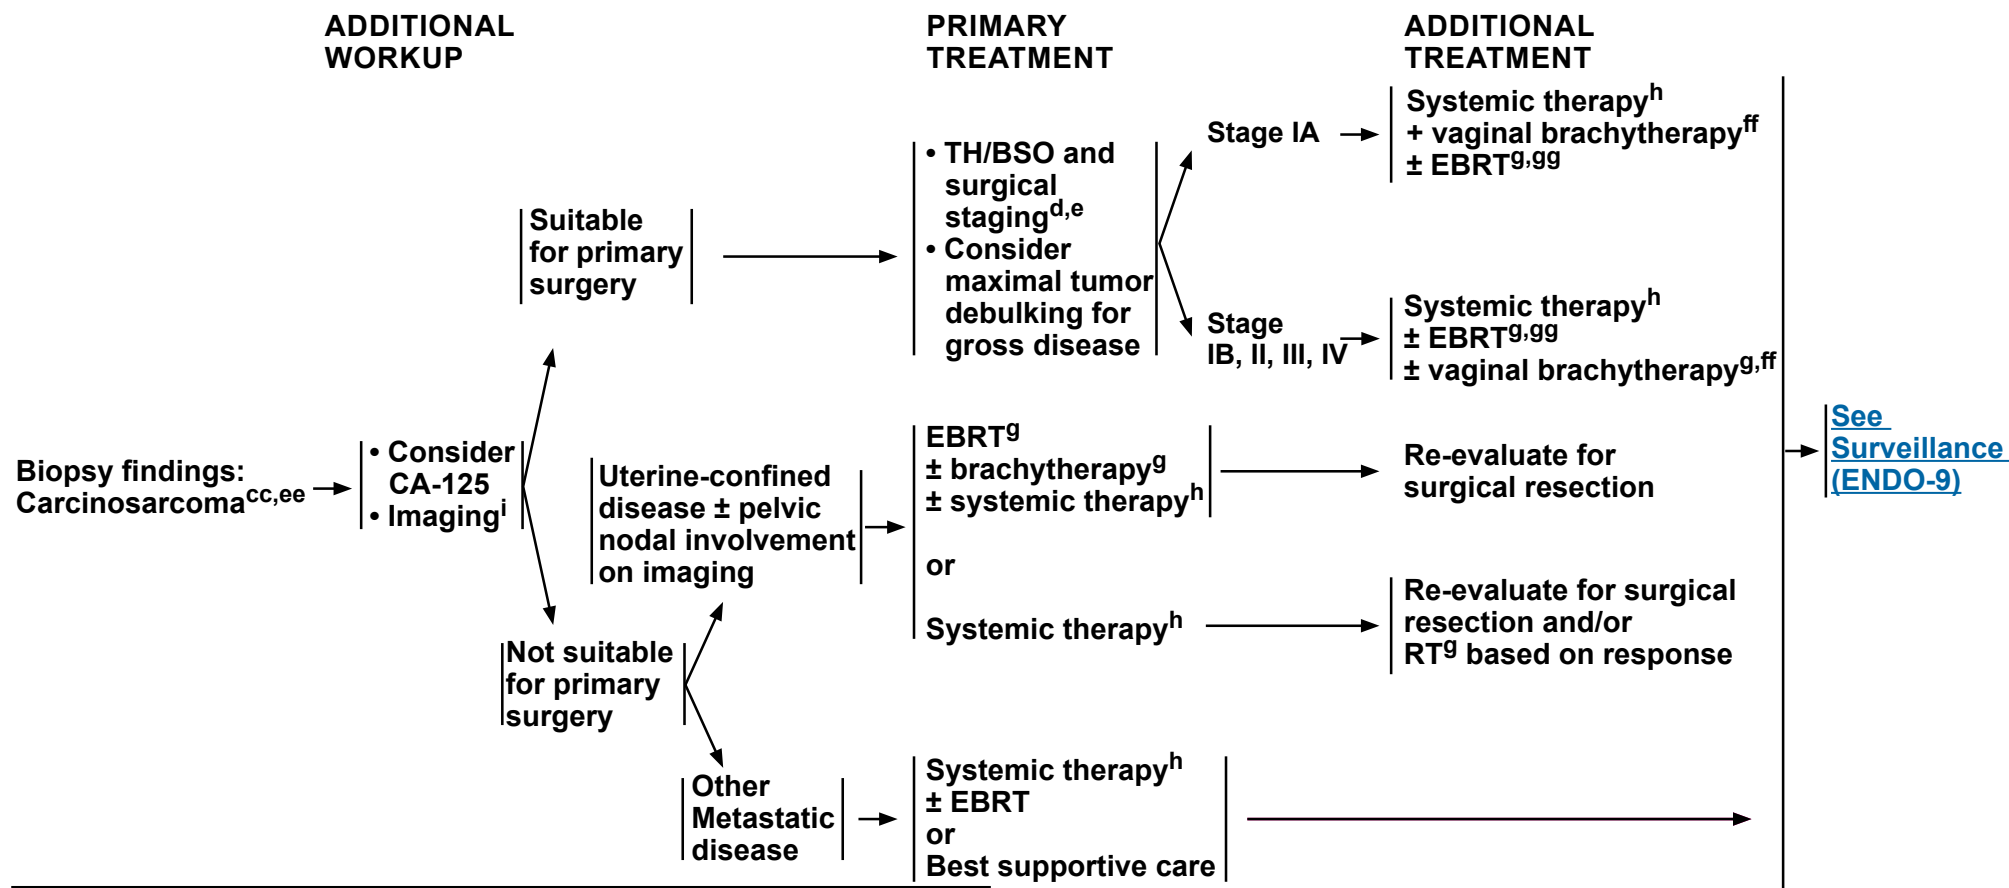 ADDITIONAL
WORKUP
PRIMARY
TREATMENT
ADDITIONAL
TREATMENT
Biopsy findings:
Carcinosarcomacc,ee
• Consider
CA-125
• Imagingi
Suitable
for primary
surgery
• TH/BSO and
surgical
stagingd,e
• Consider
maximal tumor
debulking for
gross disease
Stage IA
Systemic therapyh
+ vaginal brachytherapyff
± EBRTg,gg
Stage
IB, II, III, IV
Systemic therapyh
± EBRTg,gg
± vaginal brachytherapyg,ff
Not suitable
for primary
surgery
Uterine-confined
disease ± pelvic
nodal involvement
on imaging
EBRTg
± brachytherapyg
± systemic therapyh
or
Systemic therapyh
Re-evaluate for
surgical resection
Re-evaluate for surgical
resection and/or
RTg based on response
Other
Metastatic
disease
Systemic therapyh
± EBRT
or
Best supportive care
See
Surveillance
(ENDO-9)